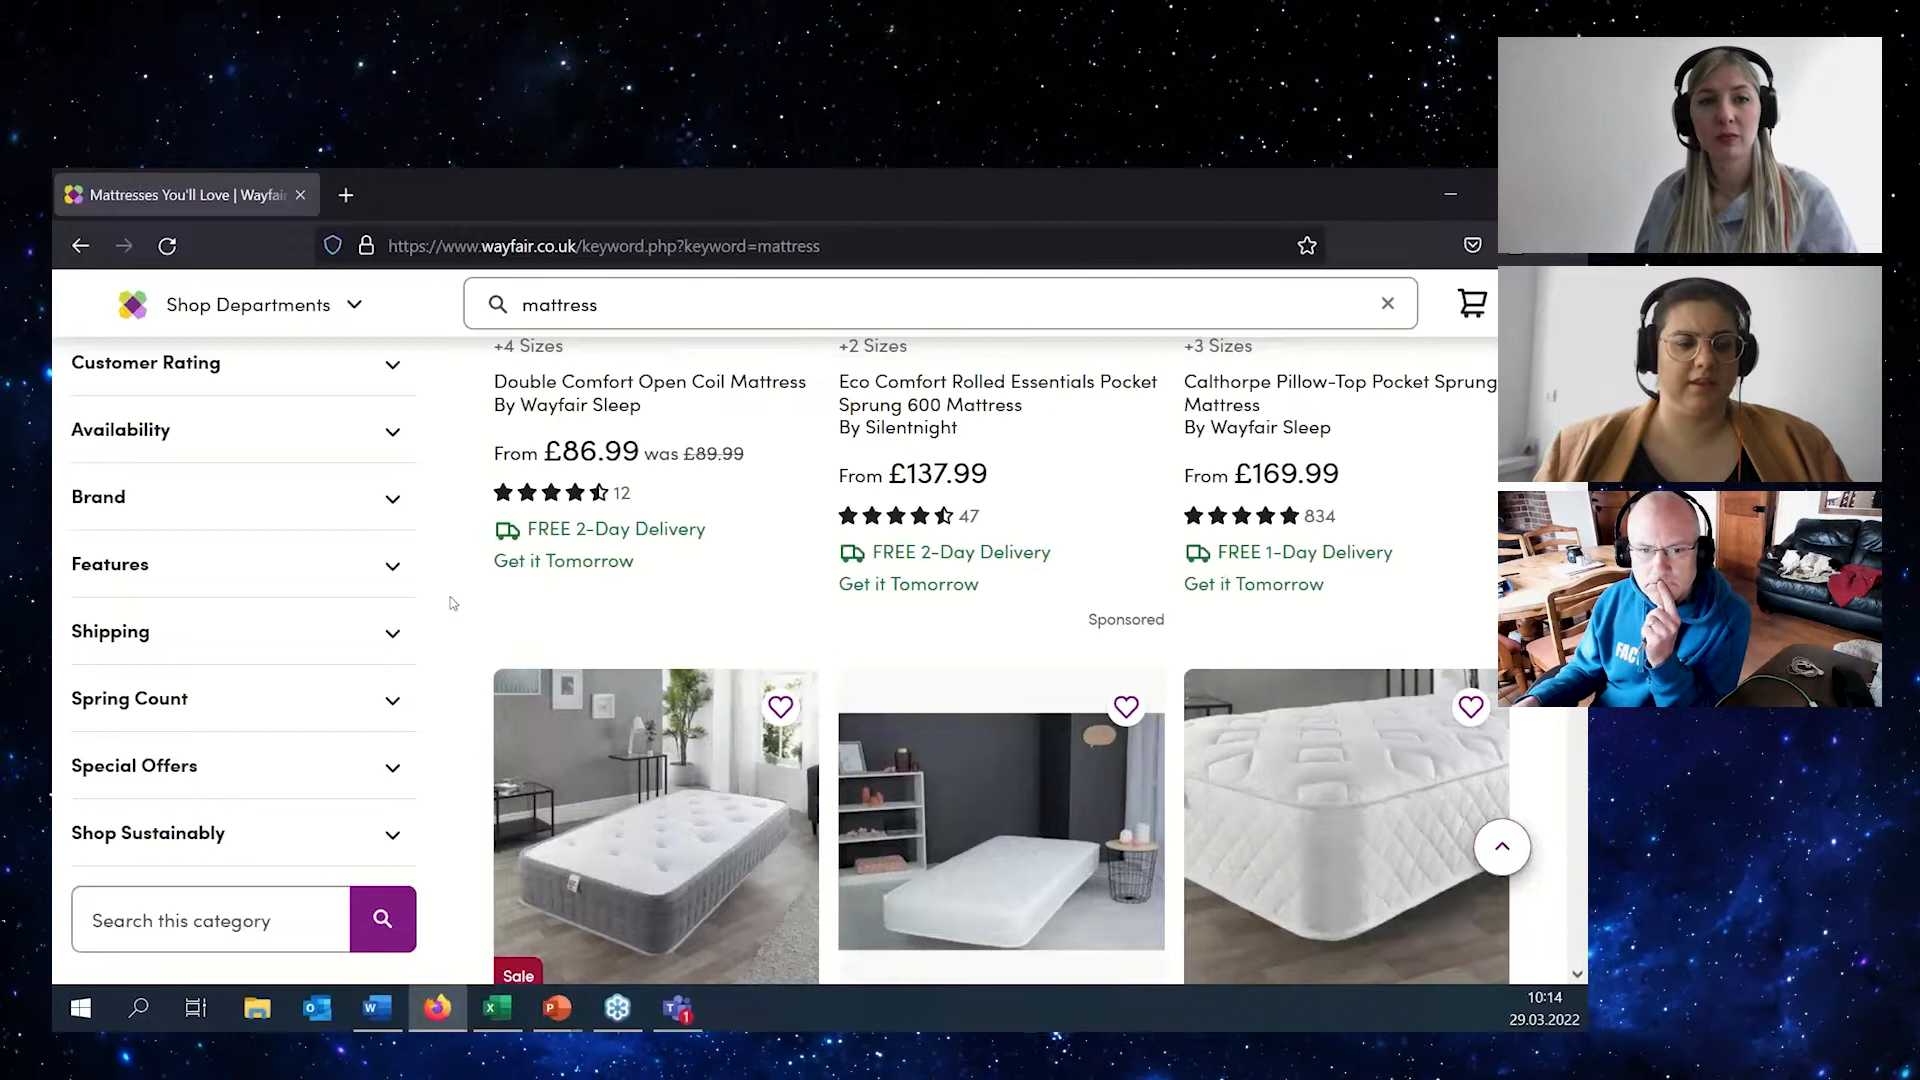 Mattresses You'll Love | Wayfair
https://www.wayfair.co.uk/keyword.php?keyword=mattress
Shop Departments
mattress
Customer Rating
Availability
Brand
Features
Shipping
Spring Count
Special Offers
Shop Sustainably
Search this category
+4 Sizes
Double Comfort Open Coil Mattress
By Wayfair Sleep
From £86.99 was £89.99
12
FREE 2-Day Delivery
Get it Tomorrow
+2 Sizes
Eco Comfort Rolled Essentials Pocket
Sprung 600 Mattress
By Silentnight
From £137.99
47
FREE 2-Day Delivery
Get it Tomorrow
Sponsored
+3 Sizes
Calthorpe Pillow-Top Pocket Sprung
Mattress
By Wayfair Sleep
From £169.99
834
FREE 1-Day Delivery
Get it Tomorrow
Sale
FACT
O
W
X
P
T
1
10:14
29.03.2022